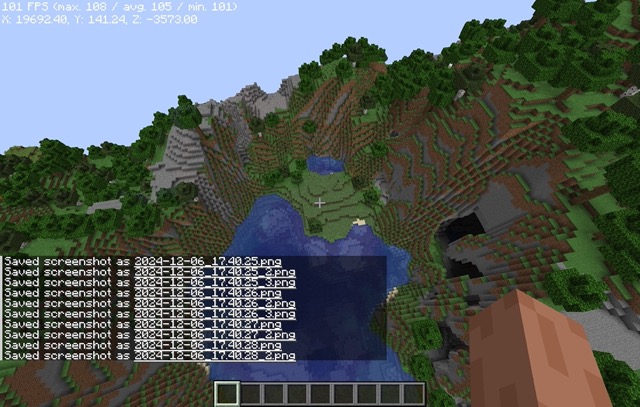 101 FPS (max. 108 / avg. 105 / min. 101)
X: 19692.40, Y: 141.24, Z: -3573.00
Saved screenshot as 2024-12-06_17.40.25.png
Saved screenshot as 2024-12-06_17.40.25_2.png
Saved screenshot as 2024-12-06_17.40.25_3.png
Saved screenshot as 2024-12-06_17.40.26.png
Saved screenshot as 2024-12-06_17.40.26_2.png
Saved screenshot as 2024-12-06_17.40.26_3.png
Saved screenshot as 2024-12-06_17.40.27.png
Saved screenshot as 2024-12-06_17.40.27_2.png
Saved screenshot as 2024-12-06_17.40.28.png
Saved screenshot as 2024-12-06_17.40.28_2.png